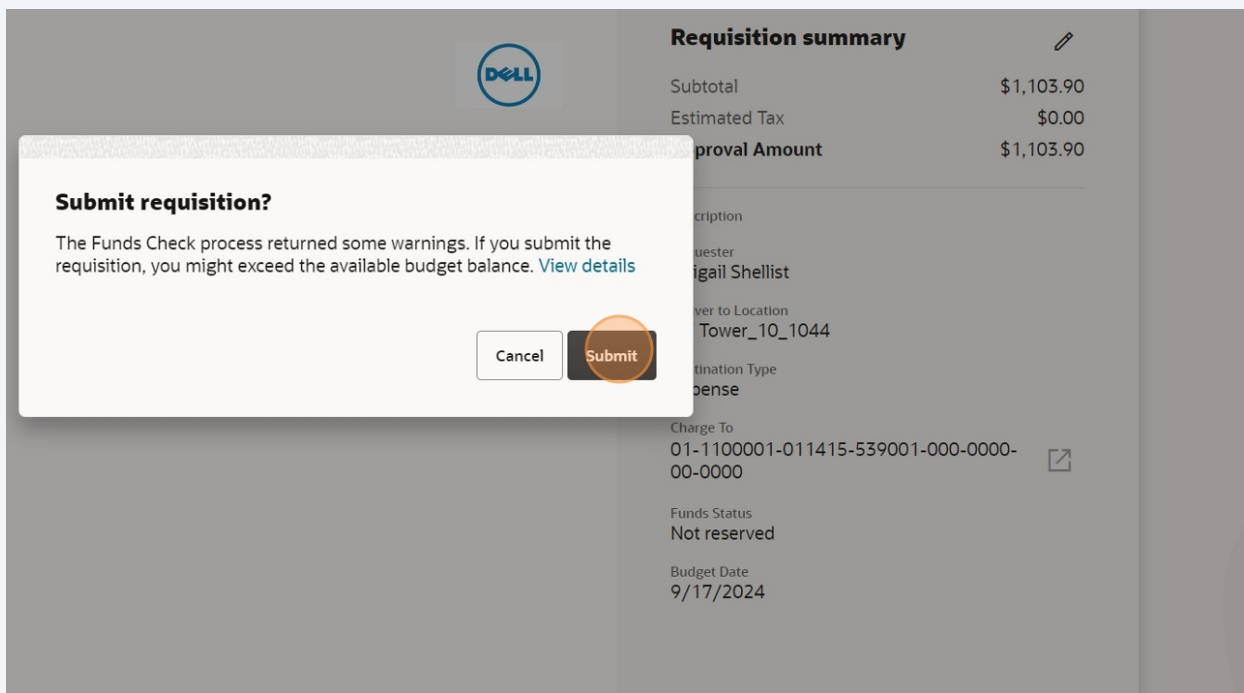 DELL
Requisition summary
Subtotal $1,103.90
Estimated Tax $0.00
proval Amount $1,103.90
Submit requisition?
The Funds Check process returned some warnings. If you submit the
requisition, you might exceed the available budget balance. View details
Cancel Submit
cription
uester
igail Shellist
ver to Location
Tower_10_1044
tination Type
pense
Charge To
01-1100001-011415-539001-000-0000-
00-0000
Funds Status
Not reserved
Budget Date
9/17/2024